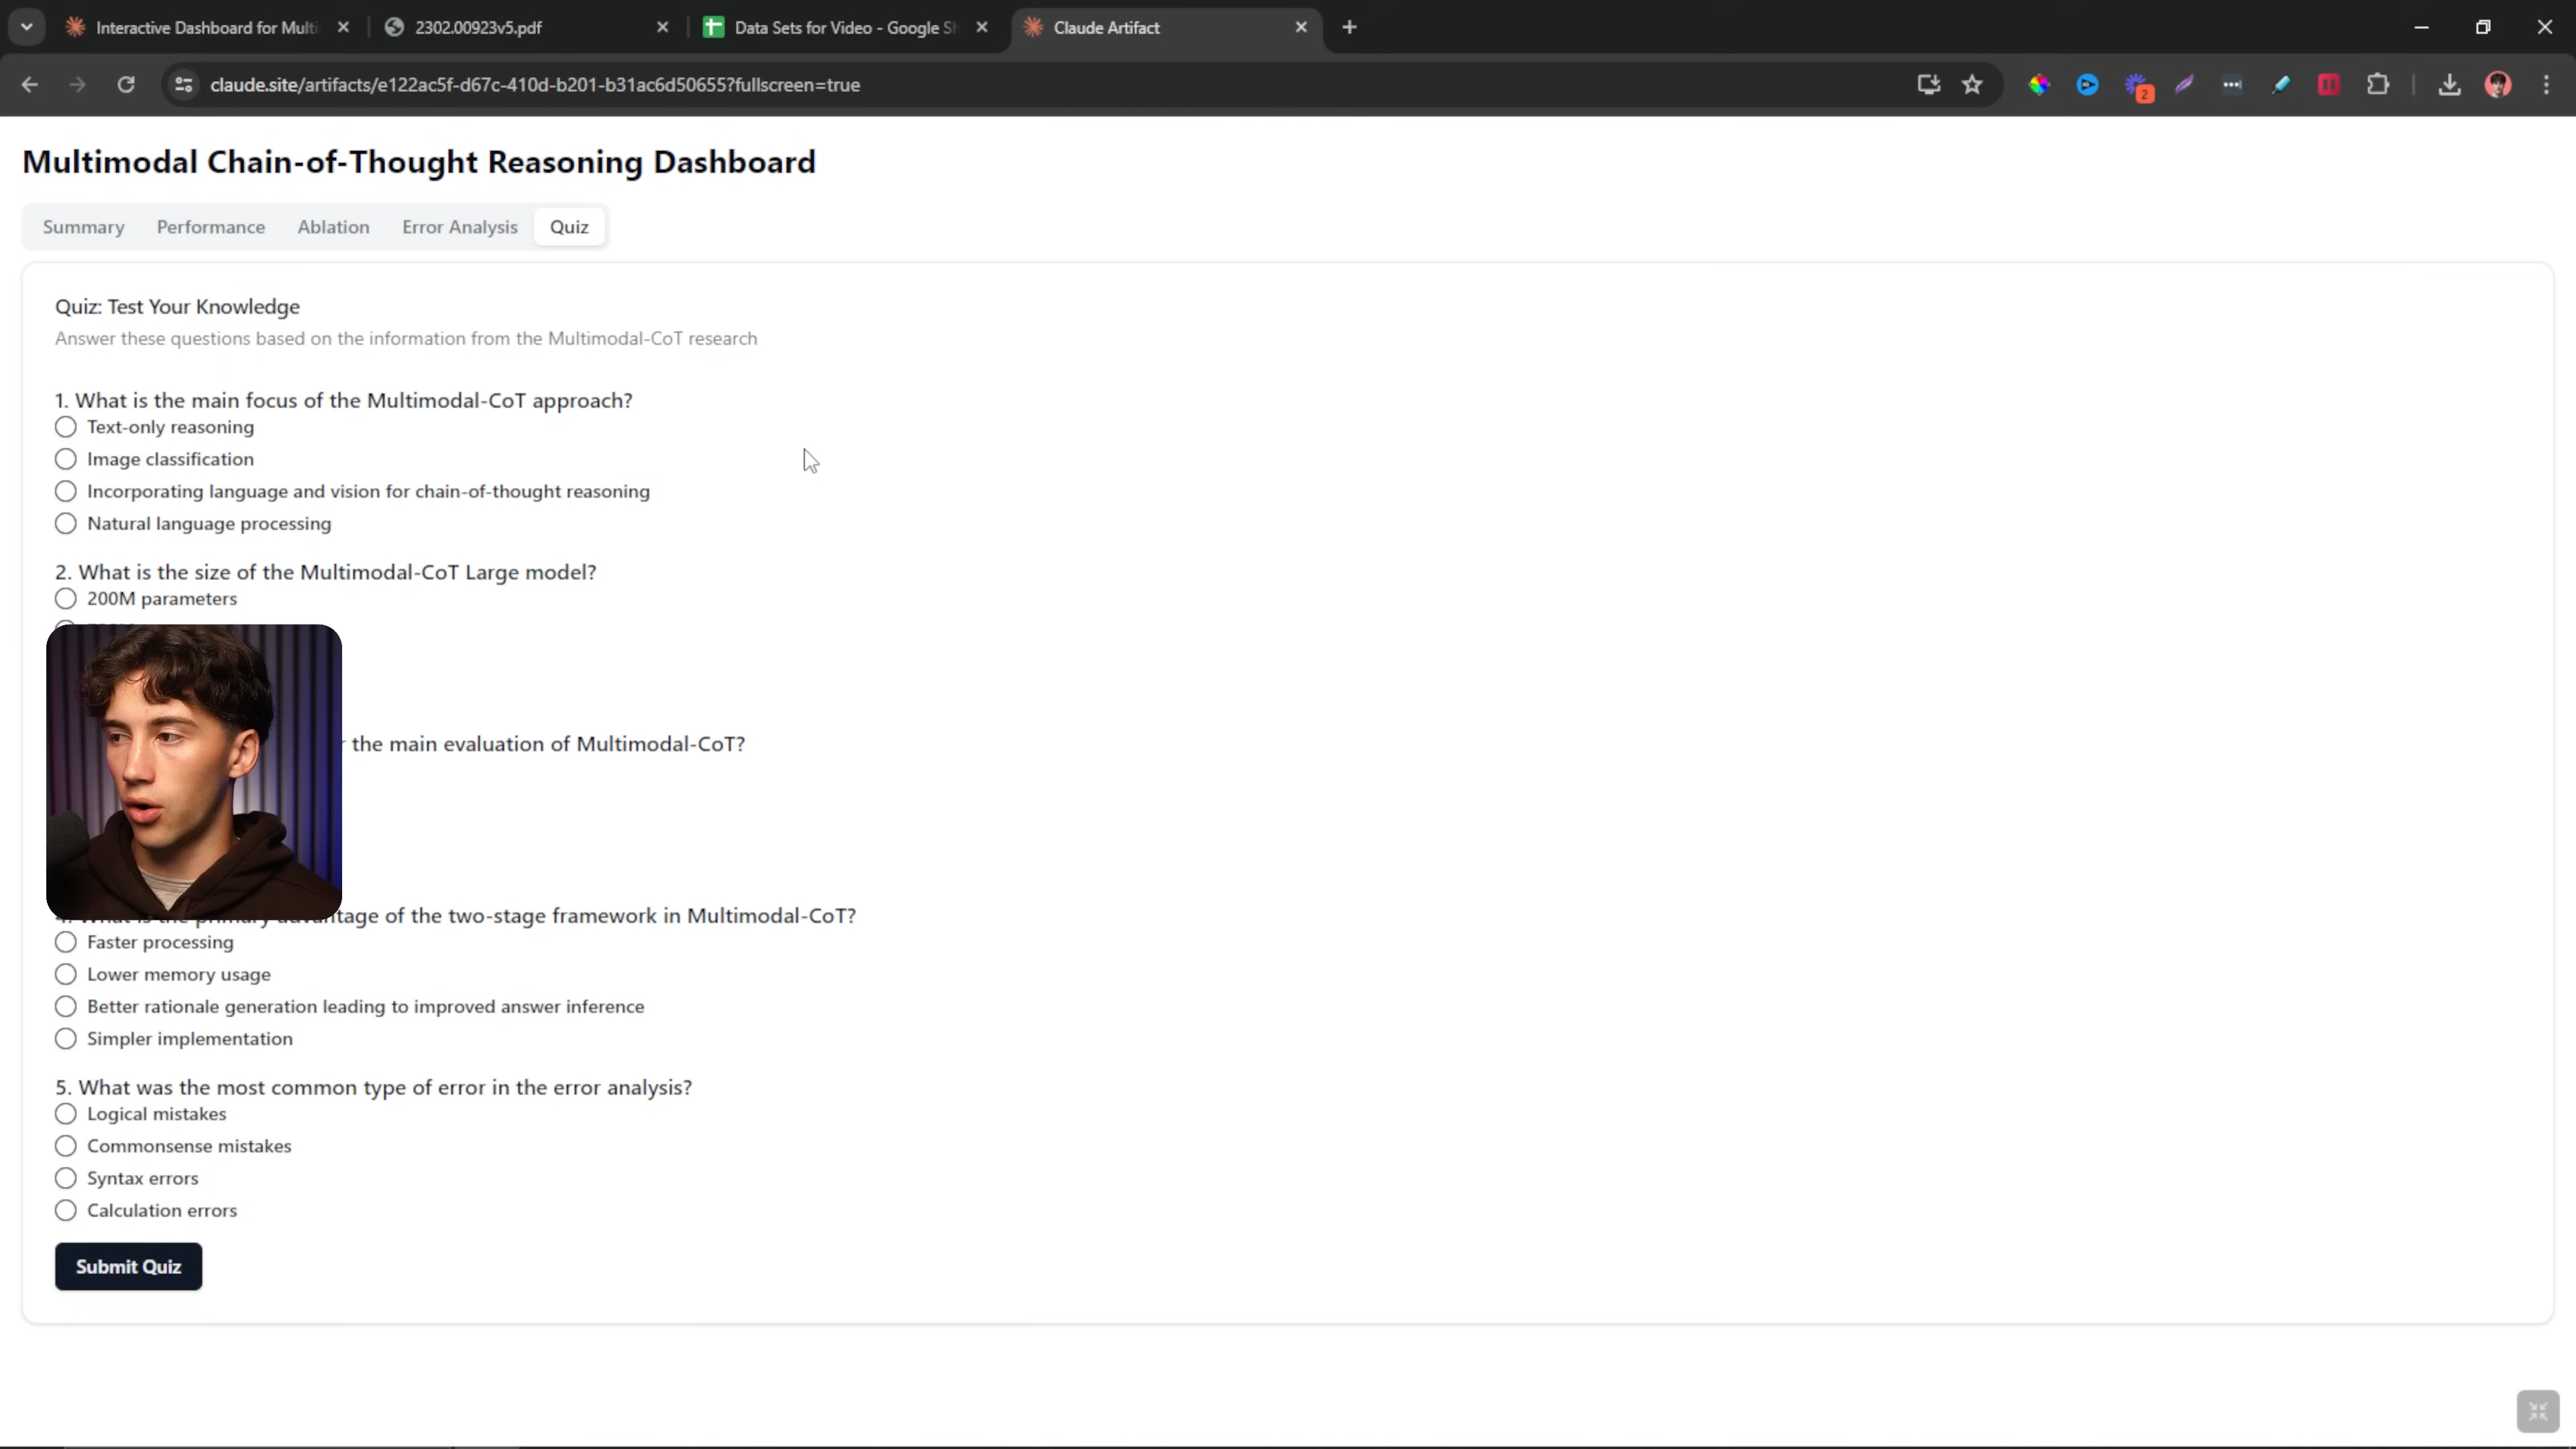 Interactive Dashboard for Multi
2302.00923v5.pdf
Data Sets for Video - Google Sh
Claude Artifact
claude.site/artifacts/e122ac5f-d67c-410d-b201-b31ac6d50655?fullscreen=true
2
Multimodal Chain-of-Thought Reasoning Dashboard
Summary
Performance
Ablation
Error Analysis
Quiz
Quiz: Test Your Knowledge
Answer these questions based on the information from the Multimodal-CoT research
1. What is the main focus of the Multimodal-CoT approach?
Text-only reasoning
Image classification
Incorporating language and vision for chain-of-thought reasoning
Natural language processing
2. What is the size of the Multimodal-CoT Large model?
200M parameters
the main evaluation of Multimodal-CoT?
4. What is the primary advantage of the two-stage framework in Multimodal-CoT?
Faster processing
Lower memory usage
Better rationale generation leading to improved answer inference
Simpler implementation
5. What was the most common type of error in the error analysis?
Logical mistakes
Commonsense mistakes
Syntax errors
Calculation errors
Submit Quiz